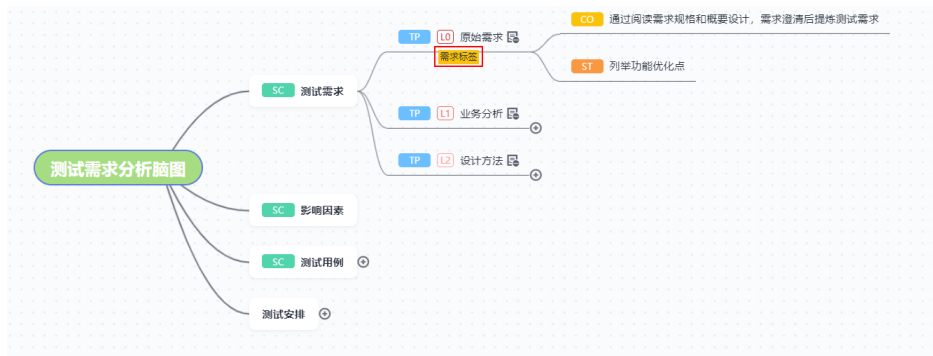 CO 通过阅读需求规格和概要设计，需求澄清后提炼测试需求
TP L0 原始需求
需求标签
ST 列举功能优化点
SC 测试需求
TP L1 业务分析
TP L2 设计方法
测试需求分析脑图
SC 影响因素
SC 测试用例
测试安排